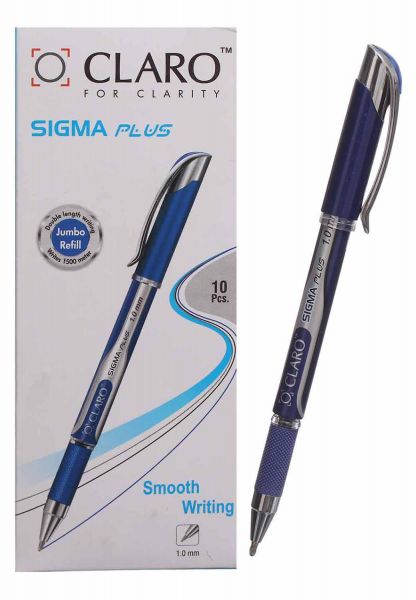 CLARO™
FOR CLARITY
SIGMA PLUS
Double length writing
Jumbo
Refill
Writes 1500 meter
10
Pcs.
SIGMA PLUS 1.0 mm
CLARO
Smooth
Writing
1.0 mm
SIGMA PLUS 1.0
CLARO